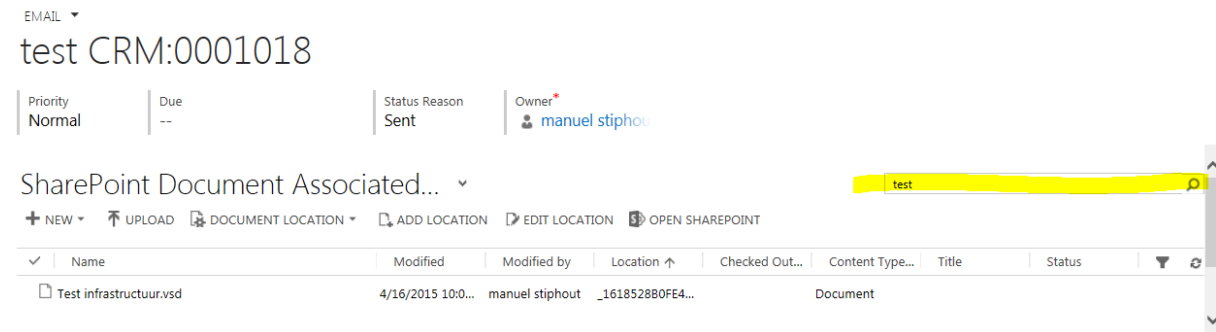 EMAIL
test CRM:0001018
Priority Due Status Reason Owner*
Normal -- Sent manuel stiphou
SharePoint Document Associated... test
NEW UPLOAD DOCUMENT LOCATION ADD LOCATION EDIT LOCATION OPEN SHAREPOINT
Name Modified Modified by Location ↑ Checked Out... Content Type... Title Status
Test infrastructuur.vsd 4/16/2015 10:0... manuel stiphout _1618528B0FE4... Document